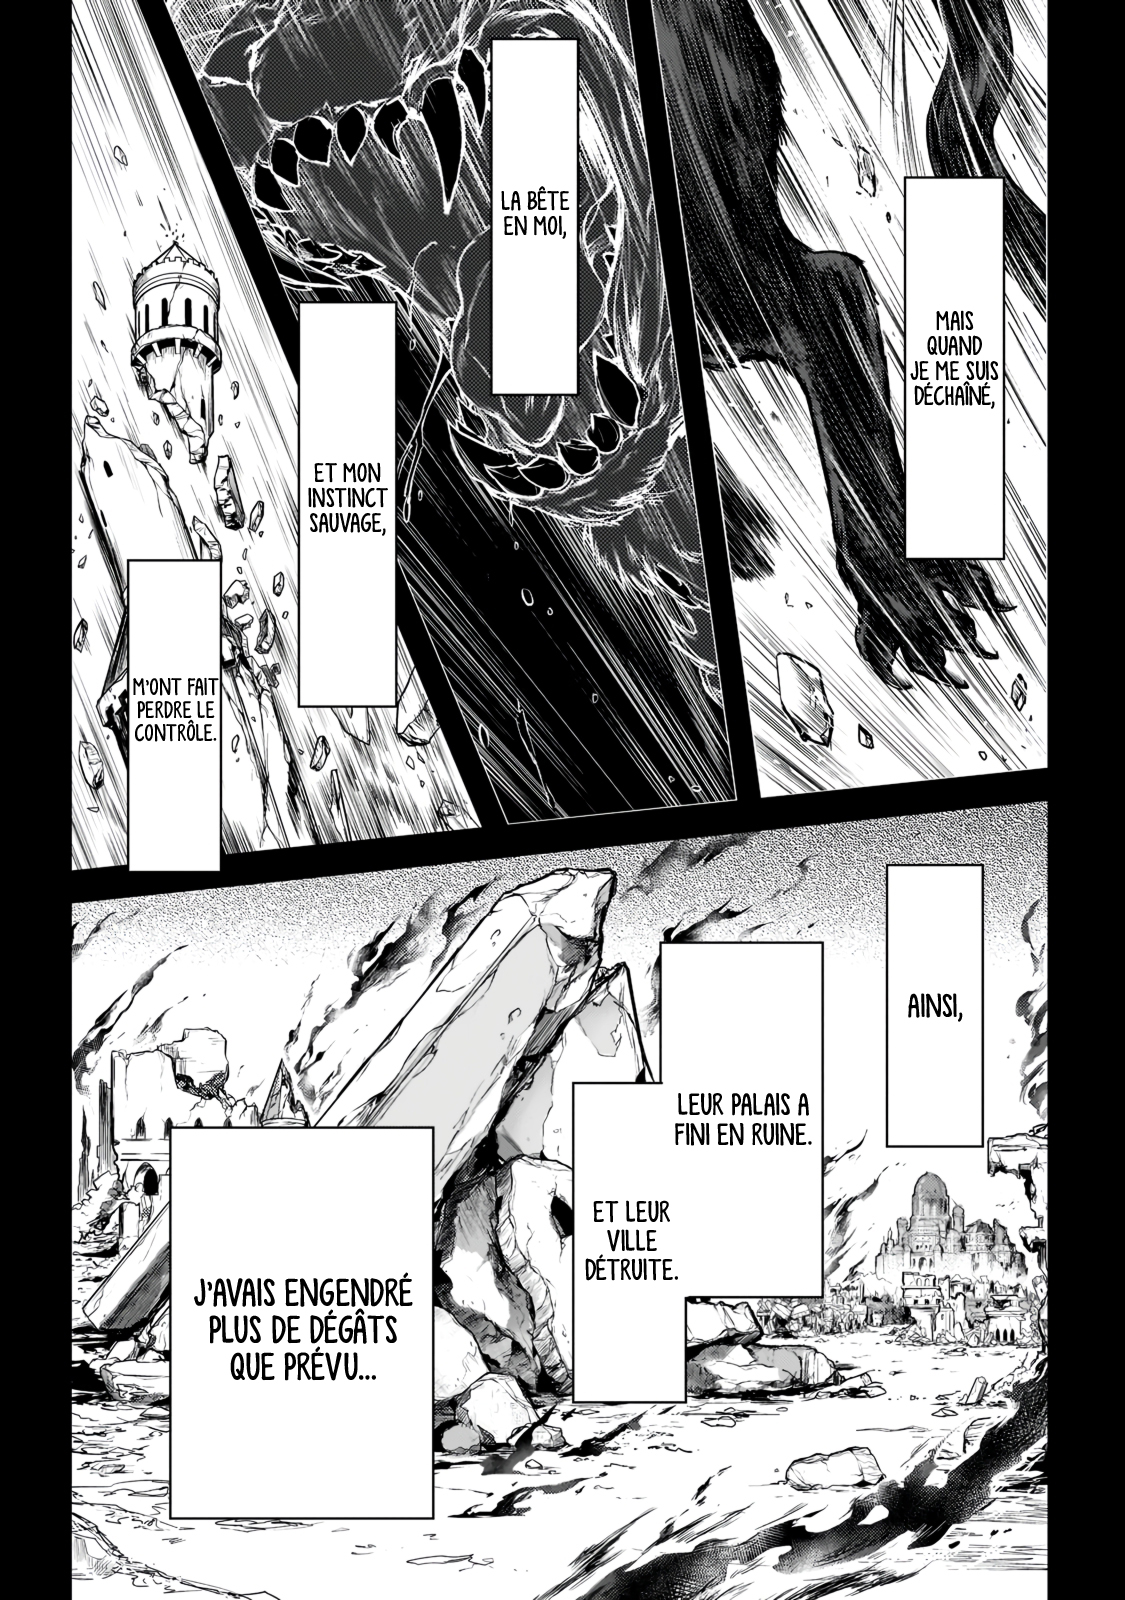 MAIS
QUAND
JE ME SUIS
DÉCHAÎNÉ,
LA BÊTE
EN MOI,
ET MON
INSTINCT
SAUVAGE,
M'ONT FAIT
PERDRE LE
CONTRÔLE.
AINSI,
LEUR PALAIS A
FINI EN RUINE.
ET LEUR
VILLE
DÉTRUITE.
J'AVAIS ENGENDRÉ
PLUS DE DÉGÂTS
QUE PRÉVU...